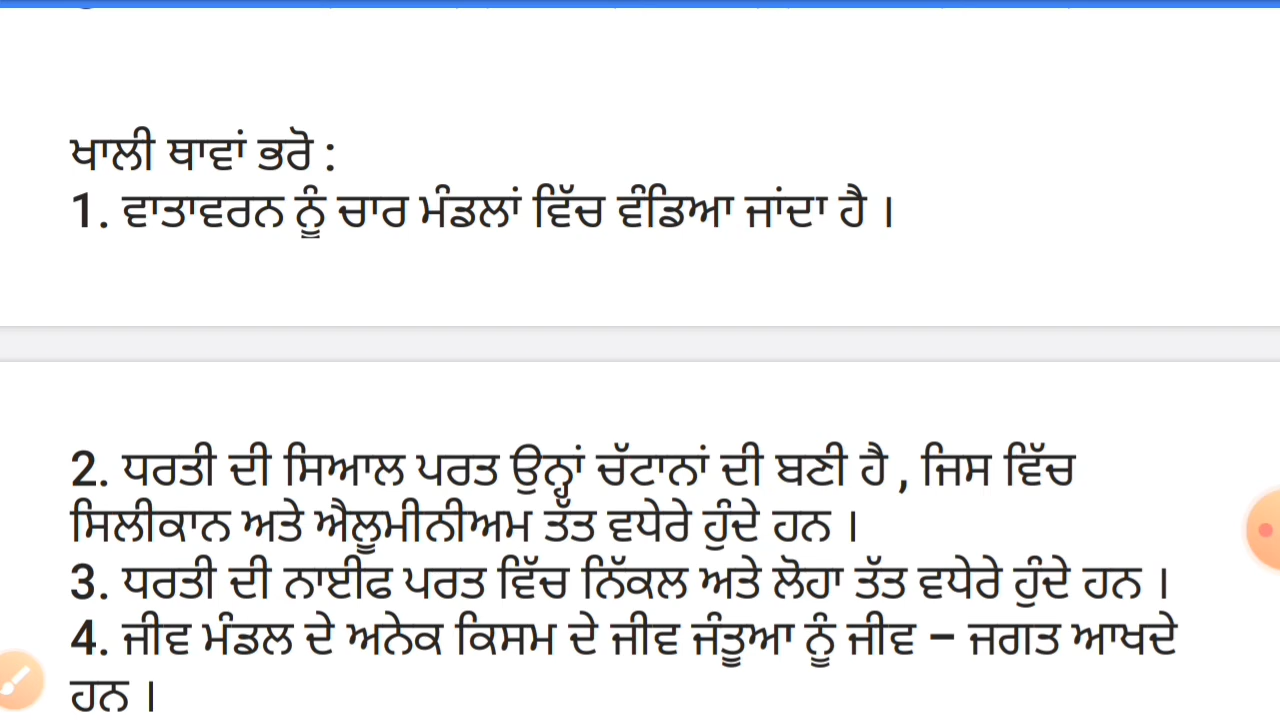 ਖਾਲੀ ਥਾਵਾਂ ਭਰੋ :
1. ਵਾਤਾਵਰਨ ਨੂੰ ਚਾਰ ਮੰਡਲਾਂ ਵਿੱਚ ਵੰਡਿਆ ਜਾਂਦਾ ਹੈ ।
2. ਧਰਤੀ ਦੀ ਸਿਆਲ ਪਰਤ ਉਨ੍ਹਾਂ ਚੱਟਾਨਾਂ ਦੀ ਬਣੀ ਹੈ , ਜਿਸ ਵਿੱਚ
ਸਿਲੀਕਾਨ ਅਤੇ ਐਲੂਮੀਨੀਅਮ ਤੱਤ ਵਧੇਰੇ ਹੁੰਦੇ ਹਨ ।
3. ਧਰਤੀ ਦੀ ਨਾਈਫ ਪਰਤ ਵਿੱਚ ਨਿੱਕਲ ਅਤੇ ਲੋਹਾ ਤੱਤ ਵਧੇਰੇ ਹੁੰਦੇ ਹਨ ।
4. ਜੀਵ ਮੰਡਲ ਦੇ ਅਨੇਕ ਕਿਸਮ ਦੇ ਜੀਵ ਜੰਤੂਆ ਨੂੰ ਜੀਵ – ਜਗਤ ਆਖਦੇ
ਹਨ ।